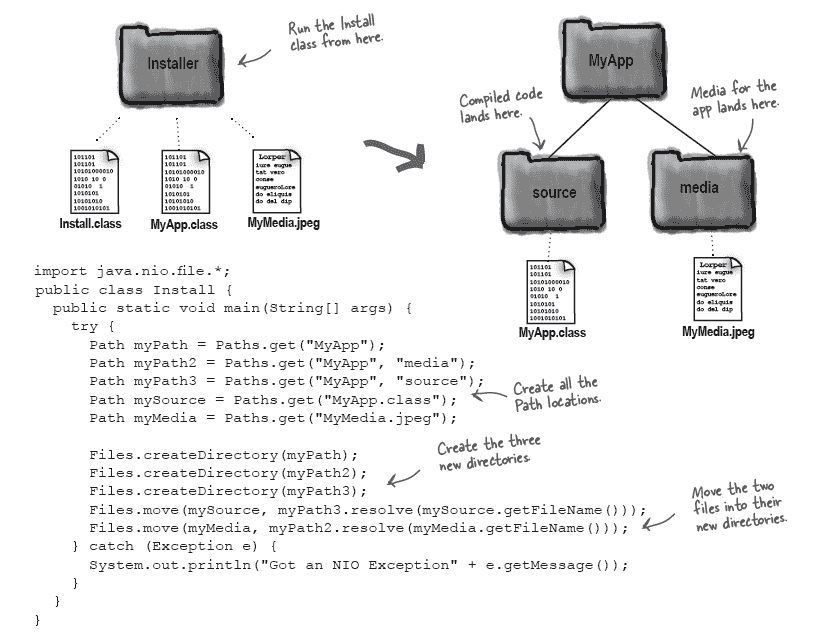 Installer
Run the Install
class from here.
MyApp
Compiled code
lands here.
Media for the
app lands here.
101101
101101
10101000010
1010 10 0
01010 1
1010101
10101010
1001010101
Install.class
101101
101101
10101000010
1010 10 0
01010 1
1010101
10101010
1001010101
MyApp.class
Lorper
iure eugue
tat vero
conse
eugueroLore
do eliquis
do del dip
MyMedia.jpeg
source
media
101101
101101
10101000010
1010 10 0
01010 1
1010101
10101010
1001010101
MyApp.class
Lorper
iure eugue
tat vero
conse
eugueroLore
do eliquis
do del dip
MyMedia.jpeg
import java.nio.file.*;
public class Install {
public static void main(String[] args) {
try {
Path myPath = Paths.get("MyApp");
Path myPath2 = Paths.get("MyApp", "media");
Path myPath3 = Paths.get("MyApp", "source");
Path mySource = Paths.get("MyApp.class");
Path myMedia = Paths.get("MyMedia.jpeg");
Create all the
Path locations.
Files.createDirectory(myPath);
Files.createDirectory(myPath2);
Files.createDirectory(myPath3);
Create the three
new directories.
Files.move(mySource, myPath3.resolve(mySource.getFileName()));
Files.move(myMedia, myPath2.resolve(myMedia.getFileName()));
Move the two
files into their
new directories.
} catch (Exception e) {
System.out.println("Got an NIO Exception" + e.getMessage());
}
}
}